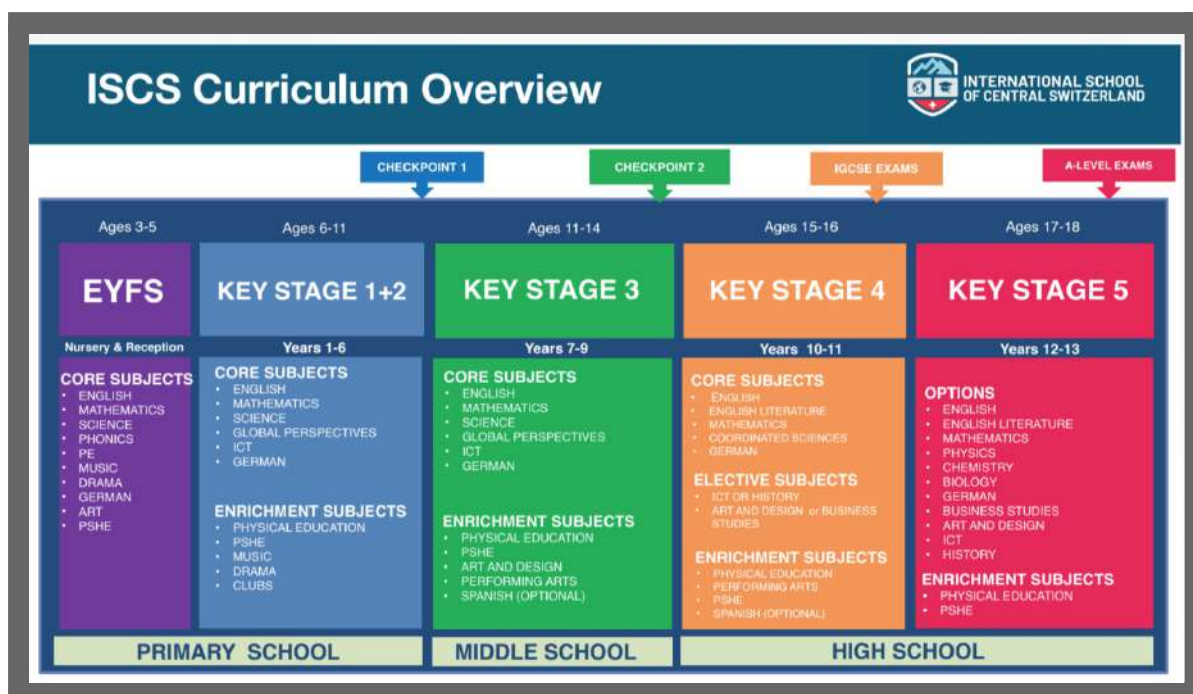 ISCS Curriculum Overview
INTERNATIONAL SCHOOL
OF CENTRAL SWITZERLAND
CHECKPOINT 1
CHECKPOINT 2
IGCSE EXAMS
A-LEVEL EXAMS
Ages 3-5
Ages 6-11
Ages 11-14
Ages 15-16
Ages 17-18
EYFS
KEY STAGE 1+2
KEY STAGE 3
KEY STAGE 4
KEY STAGE 5
Nursery & Reception
Years 1-6
Years 7-9
Years 10-11
Years 12-13
CORE SUBJECTS
• ENGLISH
• MATHEMATICS
• SCIENCE
• PHONICS
• PE
• MUSIC
• DRAMA
• GERMAN
• ART
• PSHE
CORE SUBJECTS
• ENGLISH
• MATHEMATICS
• SCIENCE
• GLOBAL PERSPECTIVES
• ICT
• GERMAN
ENRICHMENT SUBJECTS
• PHYSICAL EDUCATION
• PSHE
• MUSIC
• DRAMA
• CLUBS
CORE SUBJECTS
• ENGLISH
• MATHEMATICS
• SCIENCE
• GLOBAL PERSPECTIVES
• ICT
• GERMAN
ENRICHMENT SUBJECTS
• PHYSICAL EDUCATION
• PSHE
• ART AND DESIGN
• PERFORMING ARTS
• SPANISH (OPTIONAL)
CORE SUBJECTS
• ENGLISH
• ENGLISH LITERATURE
• MATHEMATICS
• COORDINATED SCIENCES
• GERMAN
ELECTIVE SUBJECTS
• ICT OR HISTORY
• ART AND DESIGN or BUSINESS
STUDIES
ENRICHMENT SUBJECTS
• PHYSICAL EDUCATION
• PERFORMING ARTS
• PSHE
• SPANISH (OPTIONAL)
OPTIONS
• ENGLISH
• ENGLISH LITERATURE
• MATHEMATICS
• PHYSICS
• CHEMISTRY
• BIOLOGY
• GERMAN
• BUSINESS STUDIES
• ART AND DESIGN
• ICT
• HISTORY
ENRICHMENT SUBJECTS
• PHYSICAL EDUCATION
• PSHE
PRIMARY SCHOOL
MIDDLE SCHOOL
HIGH SCHOOL